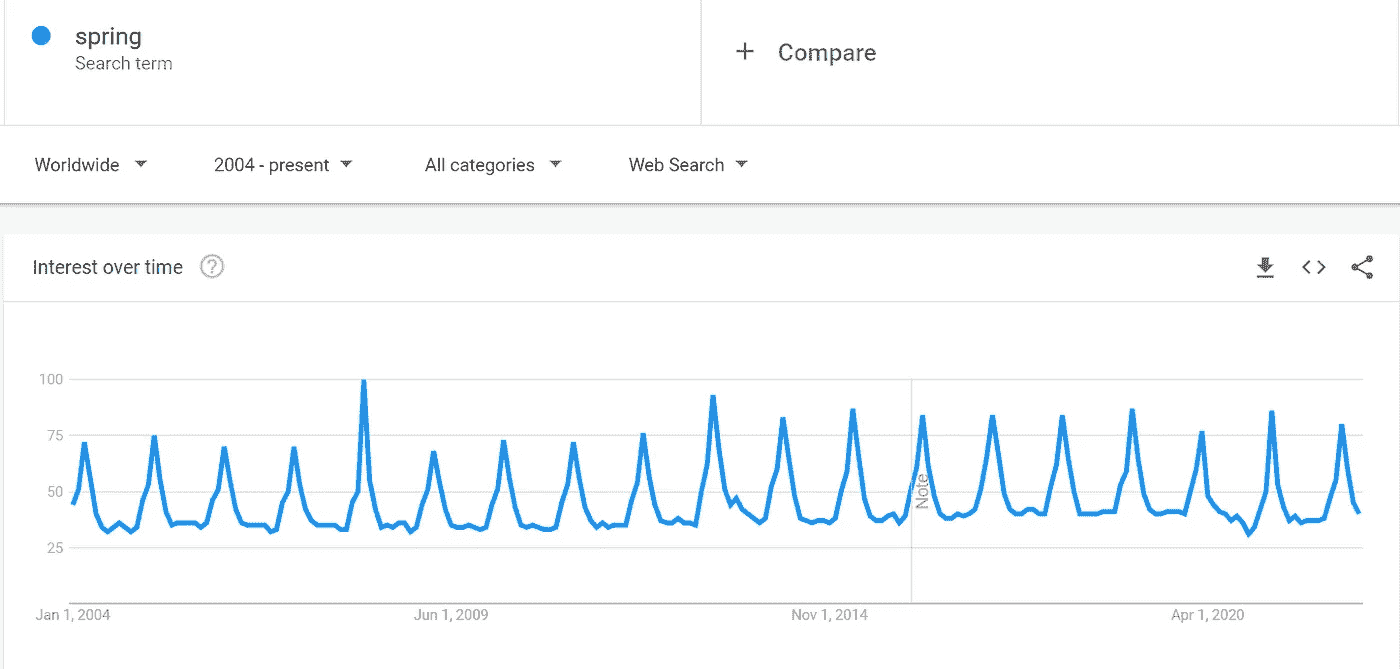 spring
Search term
+ Compare
Worldwide
2004 - present
All categories
Web Search
Interest over time ?
100
75
50
25
Note
Jan 1, 2004
Jun 1, 2009
Nov 1, 2014
Apr 1, 2020